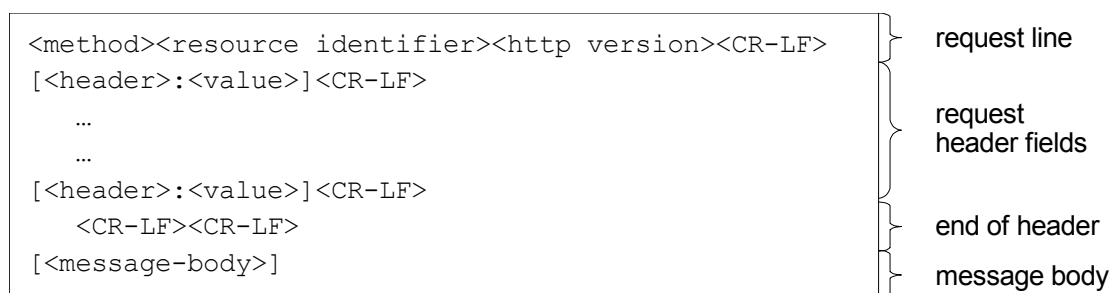 <method><resource identifier><http version><CR-LF>
request line
[<header>:<value>]<CR-LF>
…
…
[<header>:<value>]<CR-LF>
request
header fields
<CR-LF><CR-LF>
end of header
[<message-body>]
message body